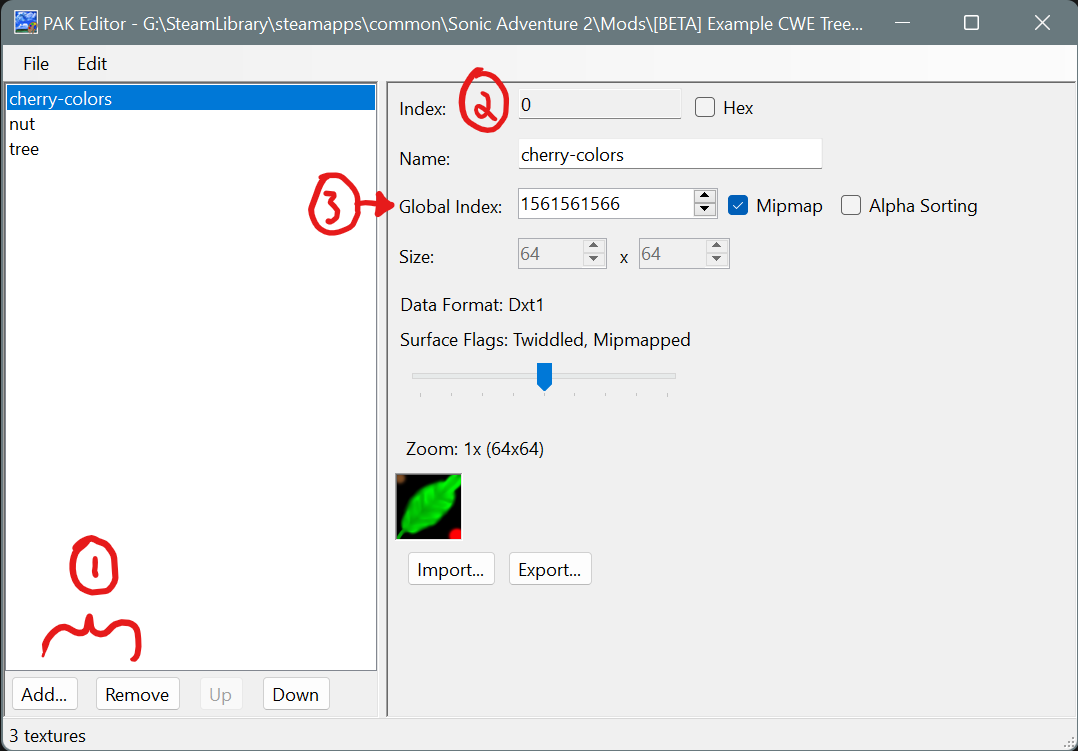 PAK Editor - G:\SteamLibrary\steamapps\common\Sonic Adventure 2\Mods\[BETA] Example CWE Tree...
File Edit
cherry-colors
nut
tree
1
Add... Remove Up Down
Index: 2 0 Hex
Name: cherry-colors
3 Global Index: 1561561566 Mipmap Alpha Sorting
Size: 64 x 64
Data Format: Dxt1
Surface Flags: Twiddled, Mipmapped
Zoom: 1x (64x64)
Import... Export...
3 textures